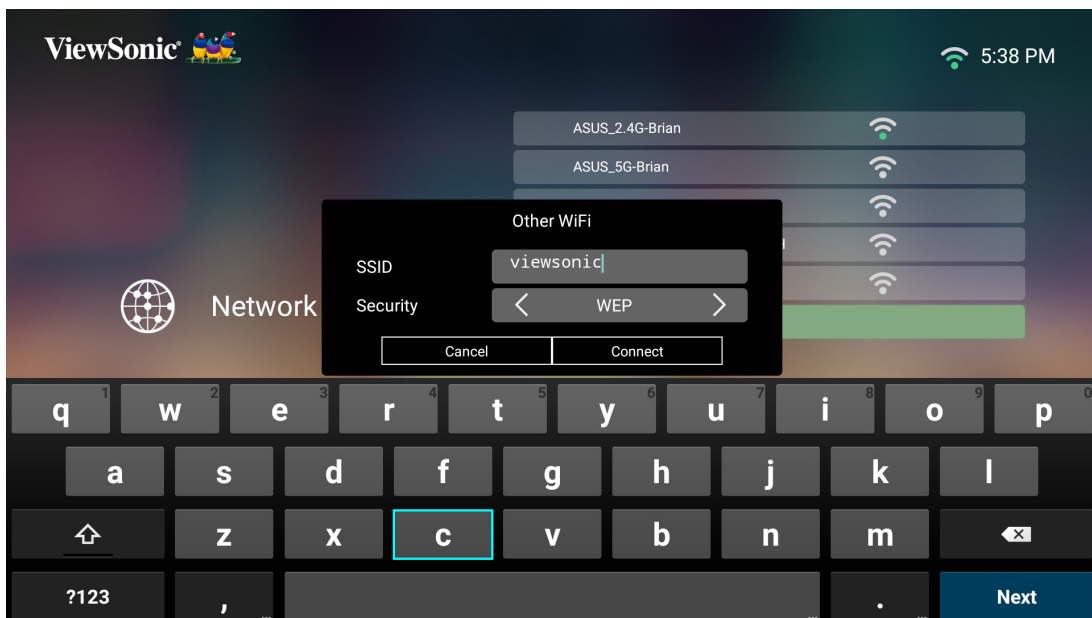 ViewSonic®
5:38 PM
ASUS_2.4G-Brian
ASUS_5G-Brian
Other WiFi
SSID
viewsonic
Security
WEP
Network
Cancel
Connect
q 1 w 2 e 3 r 4 t 5 y 6 u 7 i 8 o 9 p 0
a s d f g h j k l
z x c v b n m
?123 , . Next